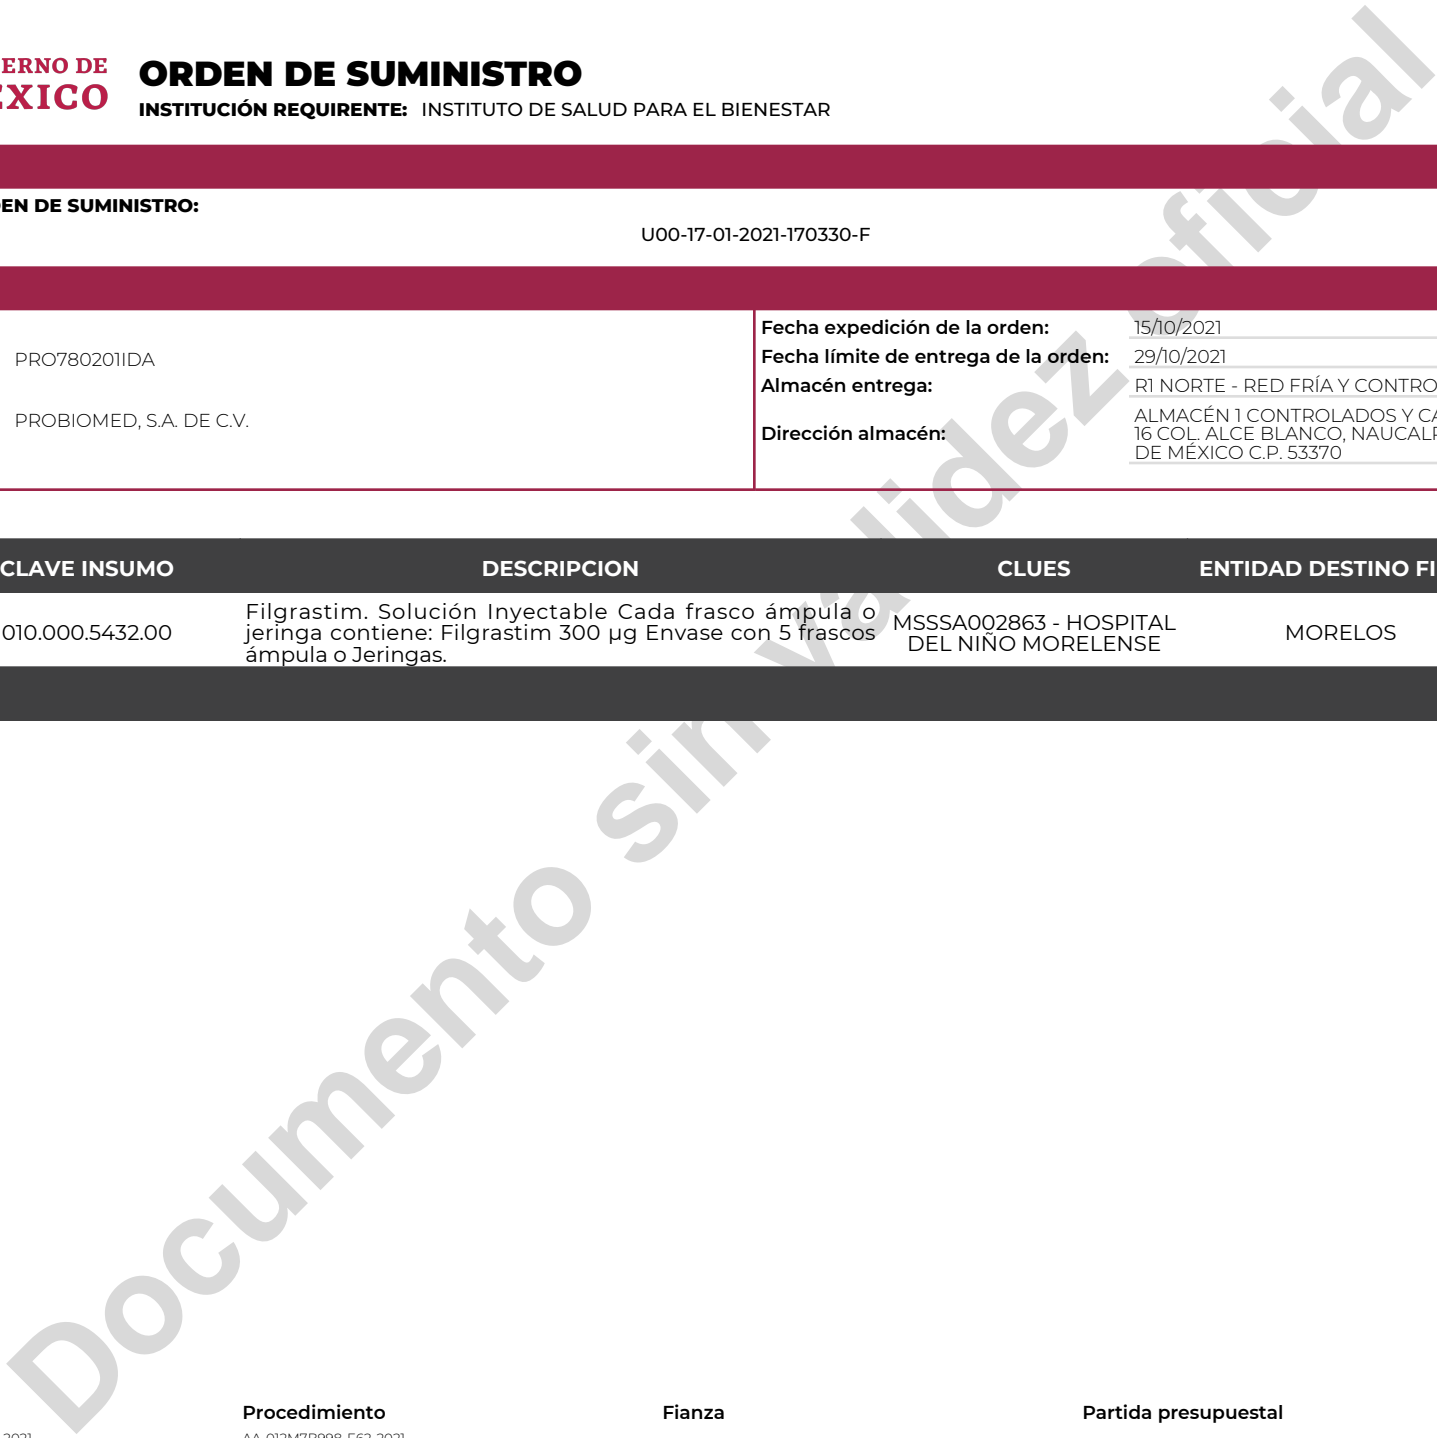 ERNO DE
ÉXICO
ORDEN DE SUMINISTRO
INSTITUCIÓN REQUIRENTE: INSTITUTO DE SALUD PARA EL BIENESTAR
EN DE SUMINISTRO:
U00-17-01-2021-170330-F
PRO780201IDA
PROBIOMED, S.A. DE C.V.
Fecha expedición de la orden: 15/10/2021
Fecha límite de entrega de la orden: 29/10/2021
Almacén entrega: R1 NORTE - RED FRÍA Y CONTRO
Dirección almacén: ALMACÉN 1 CONTROLADOS Y CA
16 COL. ALCE BLANCO, NAUCALP
DE MÉXICO C.P. 53370
CLAVE INSUMO DESCRIPCION CLUES ENTIDAD DESTINO FI
010.000.5432.00
Filgrastim. Solución Inyectable Cada frasco ámpula o
jeringa contiene: Filgrastim 300 µg Envase con 5 frascos
ámpula o Jeringas.
MSSSA002863 - HOSPITAL
DEL NIÑO MORELENSE
MORELOS
Documento sin validez oficial
Procedimiento Fianza Partida presupuestal